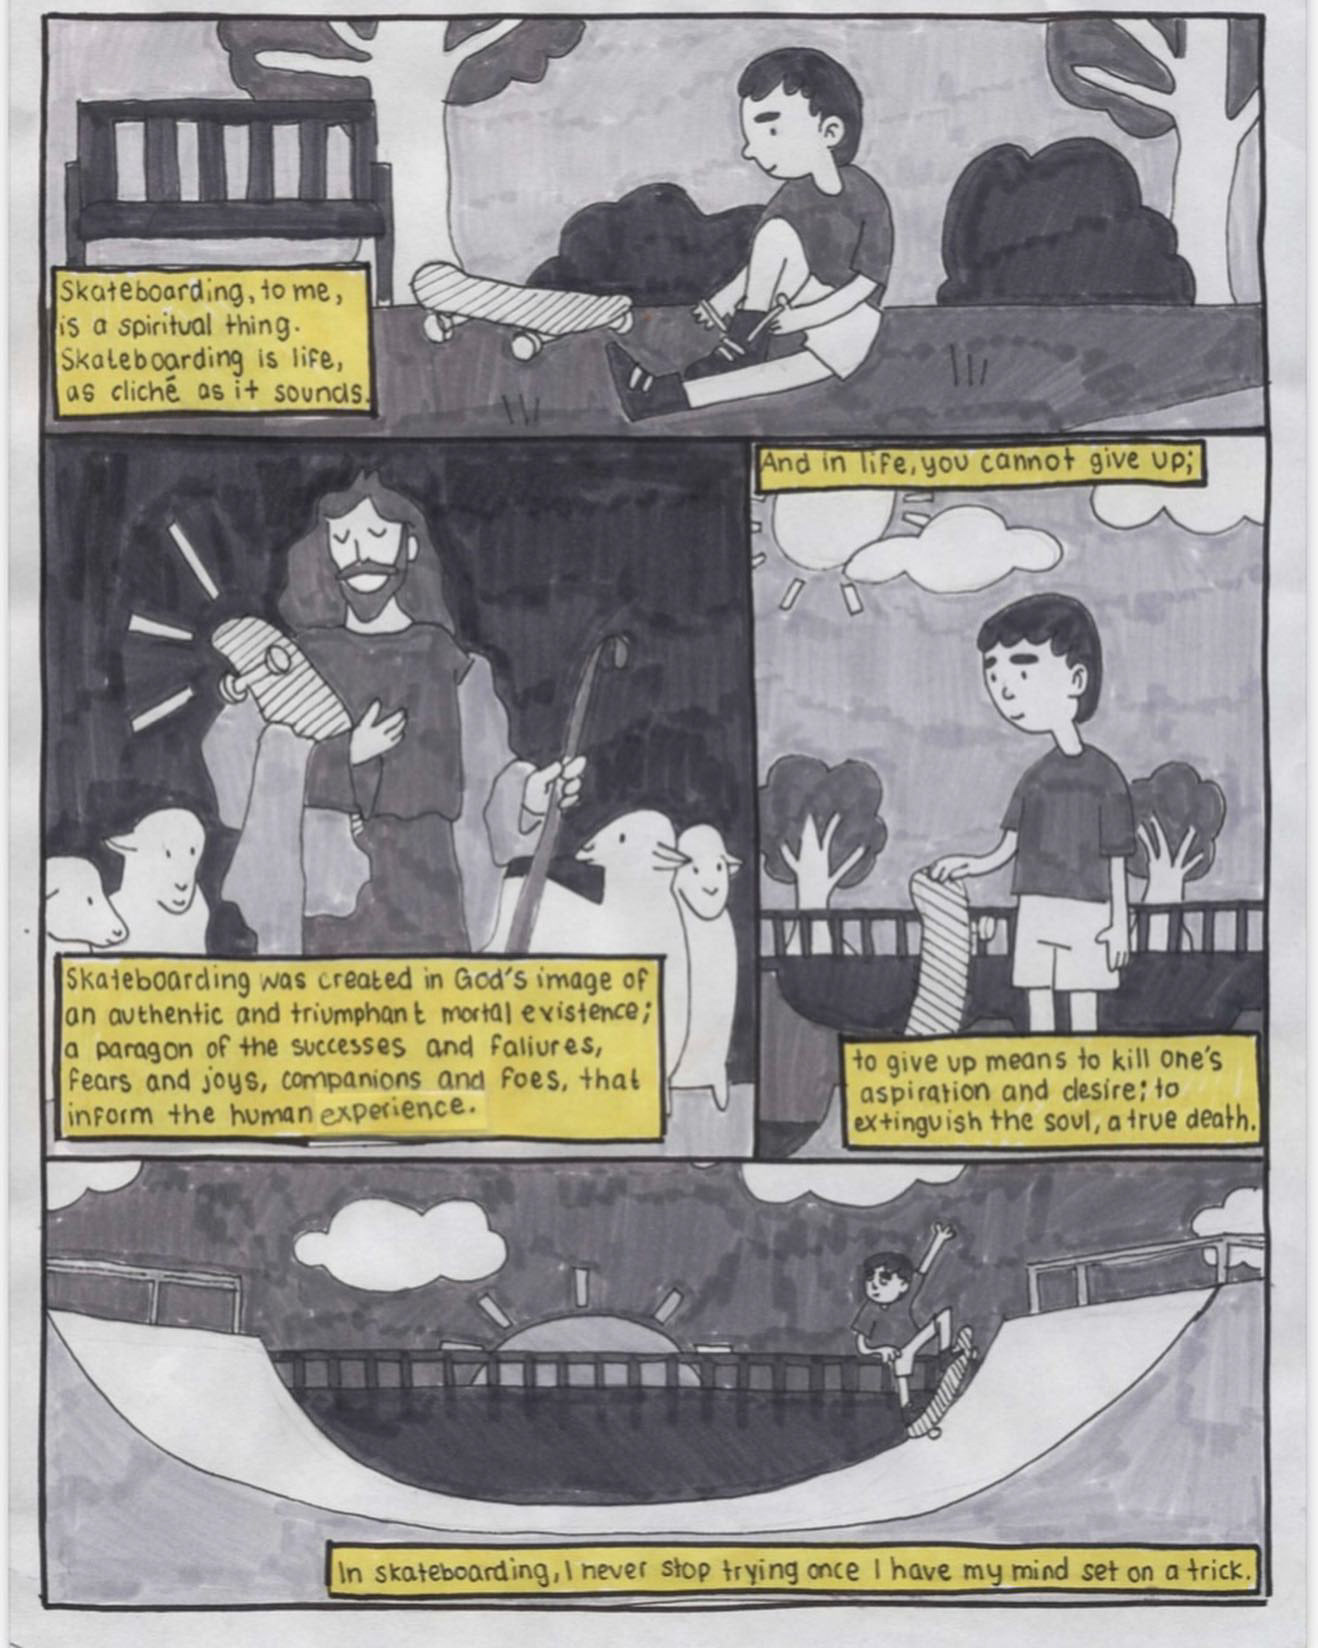 Skateboarding, to me,
is a spiritual thing.
Skateboarding is life,
as cliché as it sounds.
Skateboarding was created in God's image of
an authentic and triumphant mortal existence;
a paragon of the successes and faliures,
fears and joys, companions and foes, that
inform the human experience.
And in life, you cannot give up;
to give up means to kill one's
aspiration and desire; to
extinguish the soul, a true death.
In skateboarding, I never stop trying once I have my mind set on a trick.